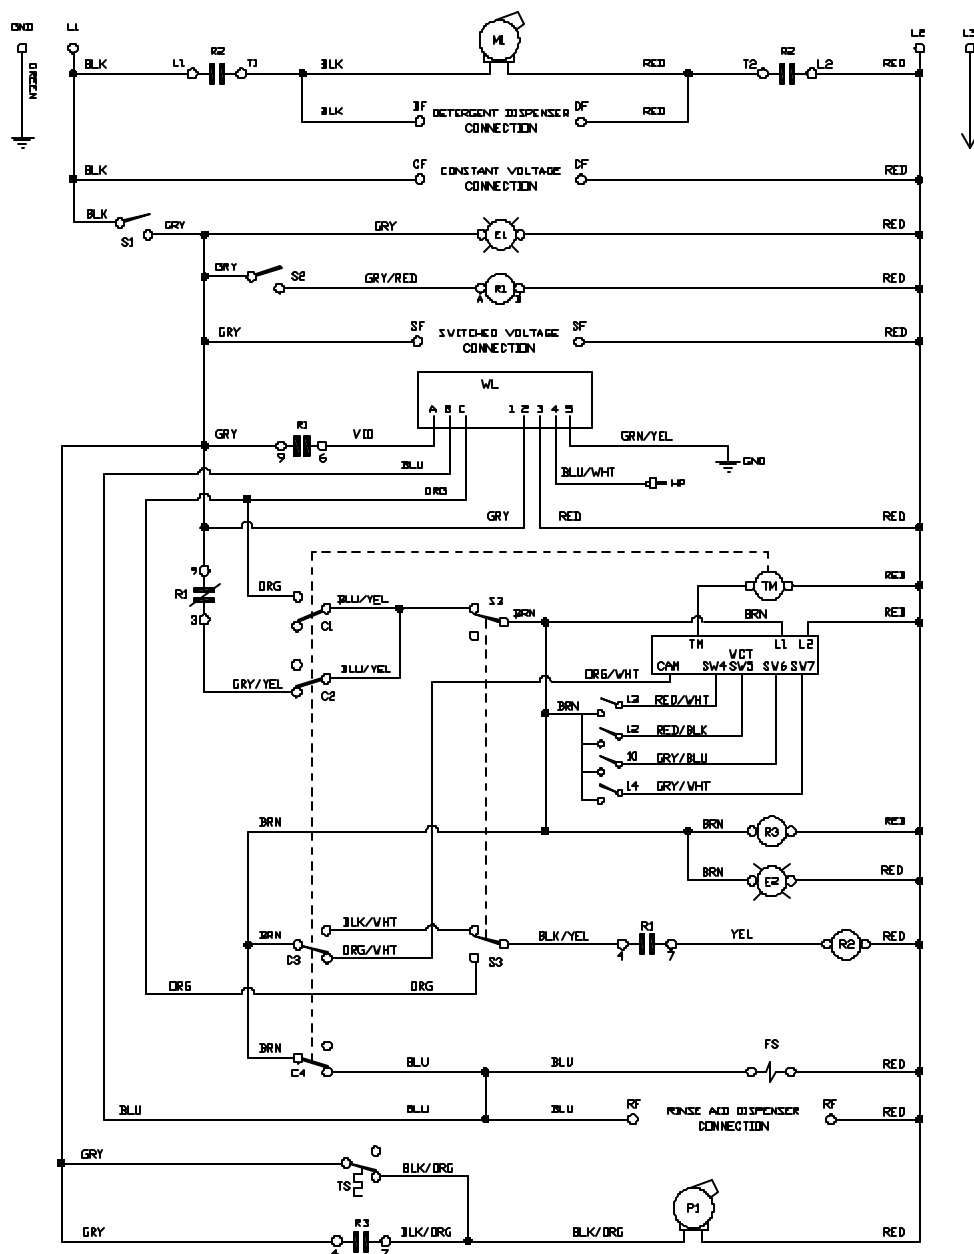 GND L1 M1 L2 L3
GREEN
BLK L1 R2 T1 BLK RED T2 R2 L2 RED
BLK DF DETERGENT DISPENSER DF RED
CONNECTION
BLK CF CONSTANT VOLTAGE CF RED
CONNECTION
BLK S1 GRY GRY E1 RED
GRY S2 GRY/RED R1 RED
A B
GRY SF SWITCHED VOLTAGE SF RED
CONNECTION
WL
A B C 1 2 3 4 5
GRY R1 VIO GRN/YEL
9 6
BLU GND
BLU/WHT WP
ORG
GRY RED RED
9 TM RED
R1 ORG BLU/YEL S3 BRN BRN RED
3 C1
TM L1 L2
VCT
CAM SW4 SW5 SW6 SW7
BLU/YEL ORG/WHT
GRY/YEL C2
BRN 13 RED/WHT
12 RED/BLK
10 GRY/BLU
14 GRY/WHT
BRN BRN R3 RED
BRN E2 RED
BLK/WHT
BRN ORG/WHT BLK/YEL R1 YEL R2 RED
C3 S3 4 7
ORG ORG
BRN FS
C4 BLU BLU RED
BLU BLU BLU RF RINSE AID DISPENSER RF RED
CONNECTION
GRY BLK/ORG
TS
P1
GRY R3 BLK/ORG BLK/ORG RED
4 7